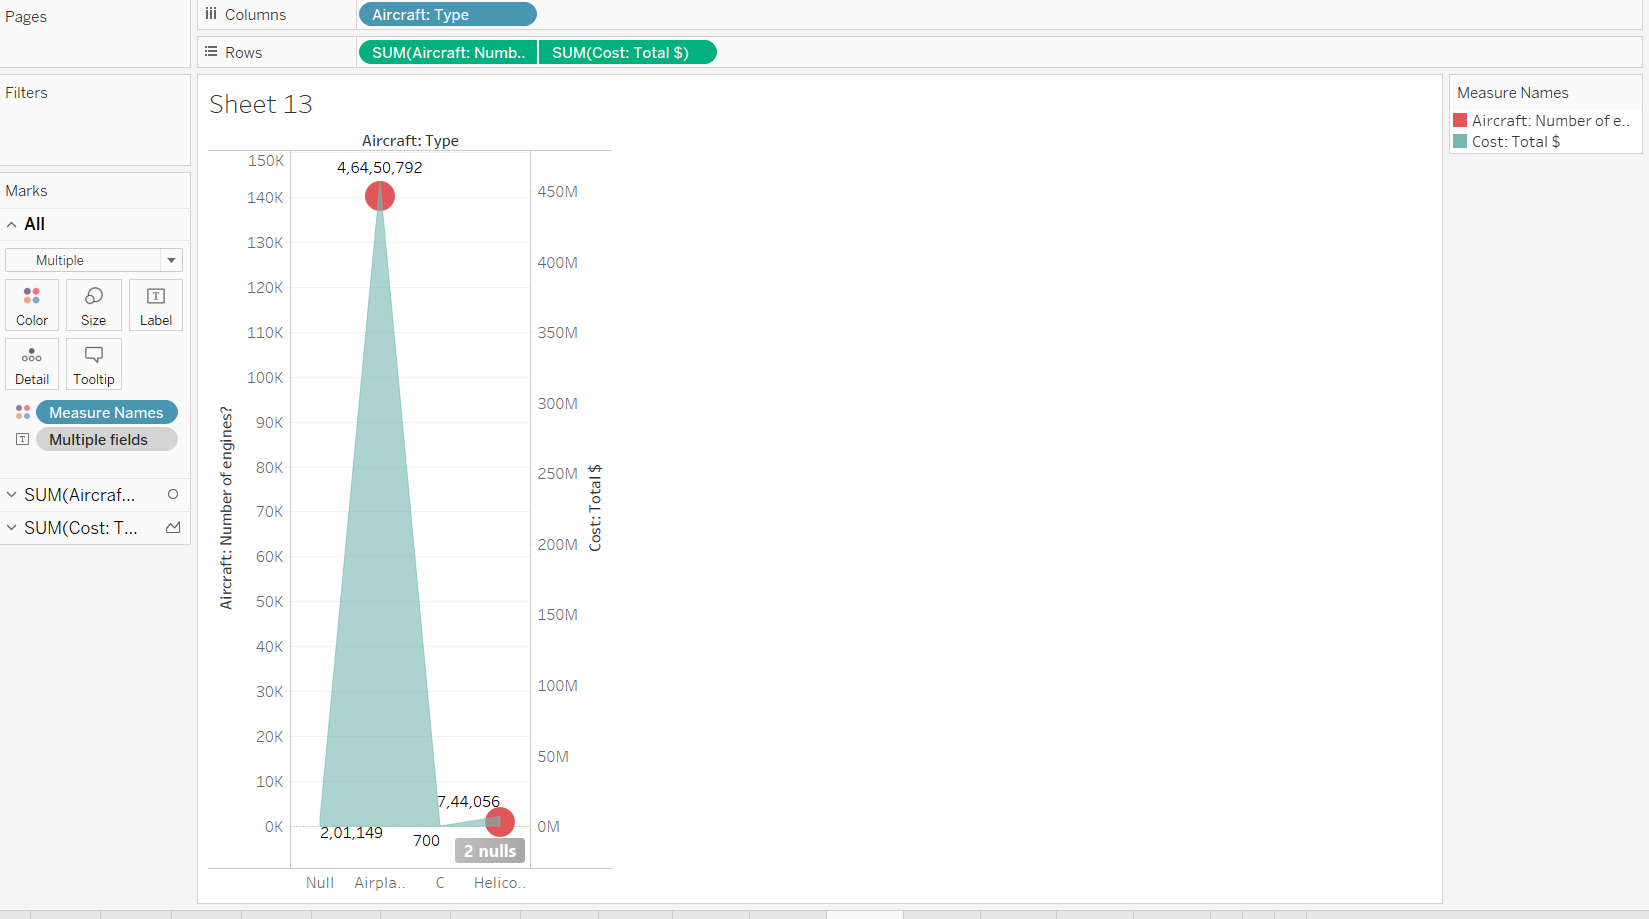 Pages
Columns
Aircraft: Type
Rows
SUM(Aircraft: Numb..
SUM(Cost: Total $)
Filters
Marks
All
Multiple
Color
Size
Label
Detail
Tooltip
Measure Names
Multiple fields
SUM(Aircraf...
SUM(Cost: T...
Sheet 13
Aircraft: Type
Aircraft: Number of engines?
150K
140K
130K
120K
110K
100K
90K
80K
70K
60K
50K
40K
30K
20K
10K
0K
4,64,50,792
2,01,149
700
7,44,056
2 nulls
450M
400M
350M
300M
250M
200M
150M
100M
50M
0M
Cost: Total $
Null
Airpla..
C
Helico..
Measure Names
Aircraft: Number of e..
Cost: Total $